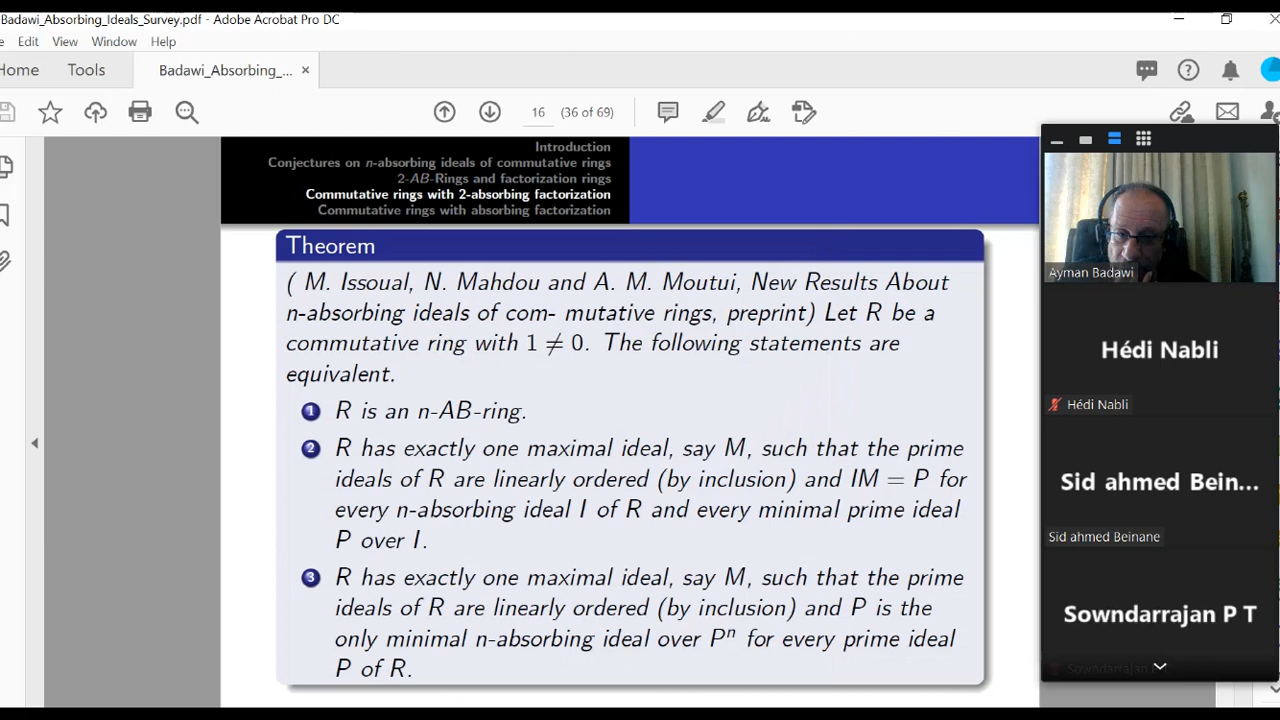 Badawi_Absorbing_Ideals_Survey.pdf - Adobe Acrobat Pro DC
Edit View Window Help
Home Tools Badawi_Absorbing_... ×
16 (36 of 69)
Introduction
Conjectures on n-absorbing ideals of commutative rings
2-AB-Rings and factorization rings
Commutative rings with 2-absorbing factorization
Commutative rings with absorbing factorization
Theorem
( M. Issoual, N. Mahdou and A. M. Moutui, New Results About
n-absorbing ideals of com- mutative rings, preprint) Let R be a
commutative ring with 1 ≠ 0. The following statements are
equivalent.
1 R is an n-AB-ring.
2 R has exactly one maximal ideal, say M, such that the prime
ideals of R are linearly ordered (by inclusion) and IM = P for
every n-absorbing ideal I of R and every minimal prime ideal
P over I.
3 R has exactly one maximal ideal, say M, such that the prime
ideals of R are linearly ordered (by inclusion) and P is the
only minimal n-absorbing ideal over Pⁿ for every prime ideal
P of R.
Ayman Badawi
Hédi Nabli
Hédi Nabli
Sid ahmed Bein...
Sid ahmed Beinane
Sowndarrajan P T
Sowndarrajan P T